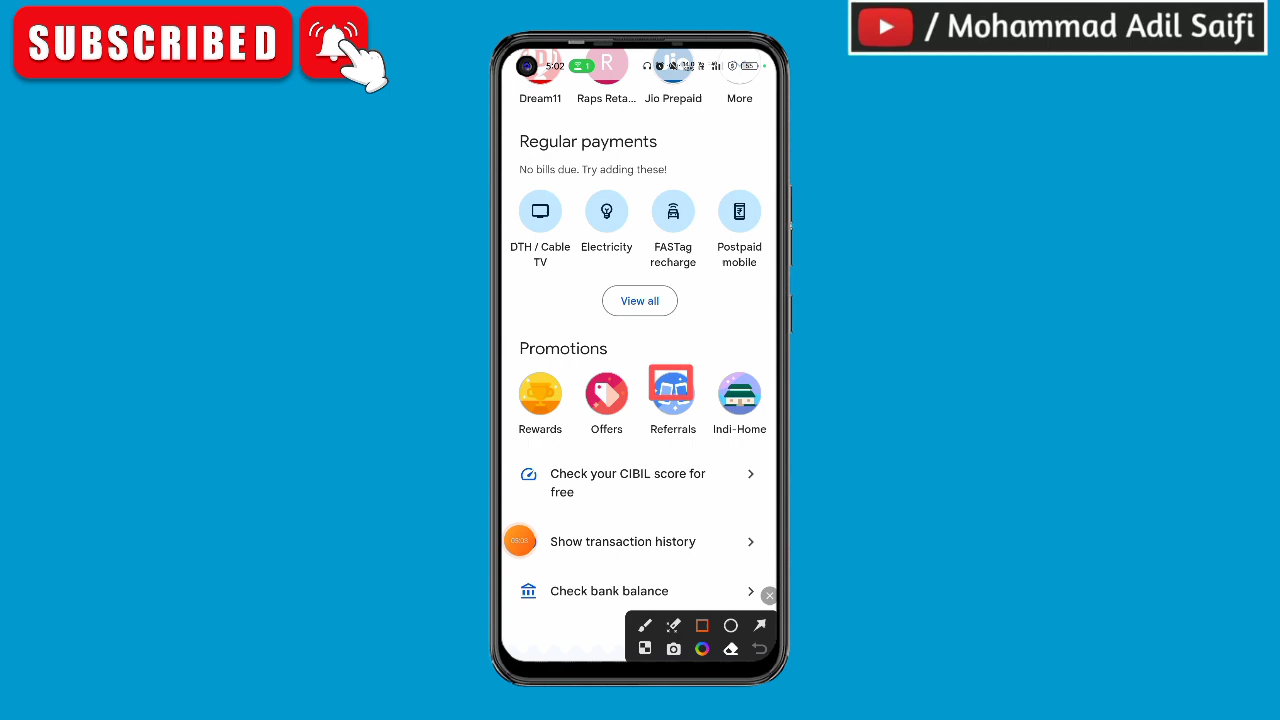 SUBSCRIBED
/ Mohammad Adil Saifi
5:02
Dream11 Raps Reta... Jio Prepaid More
R
Regular payments
No bills due. Try adding these!
DTH / Cable TV
Electricity
FASTag recharge
Postpaid mobile
View all
Promotions
Rewards Offers Referrals Indi-Home
Check your CIBIL score for
free
Show transaction history
Check bank balance